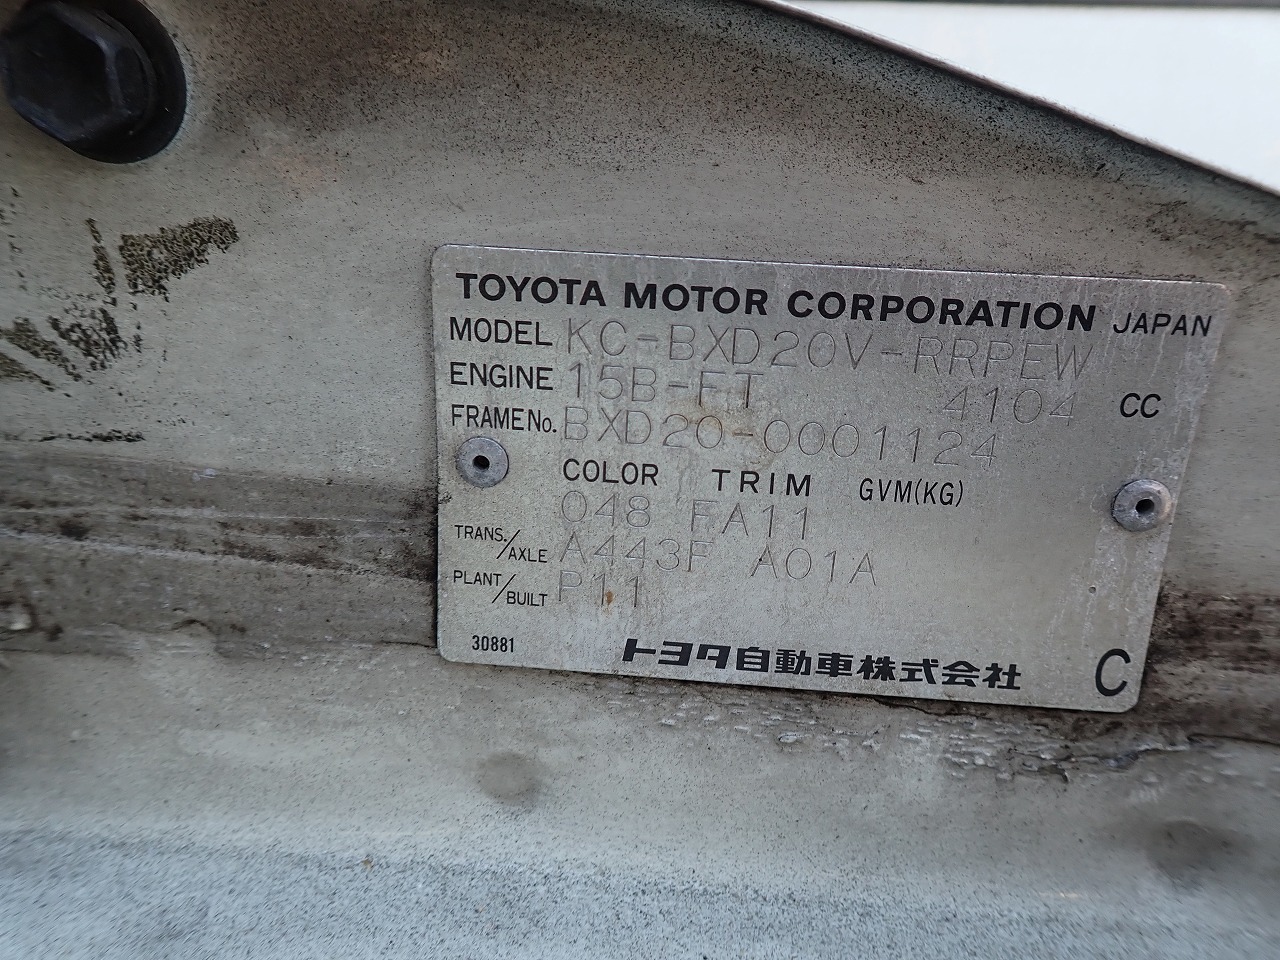 TOYOTA MOTOR CORPORATION JAPAN
MODEL KC-BXD20V-RRPEW
ENGINE 15B-FT 4104 CC
FRAME No. BXD20-0001124
COLOR TRIM GVM(KG)
048 FA11
TRANS./AXLE A443F A01A
PLANT/BUILT P11
30881 トヨタ自動車株式会社 C